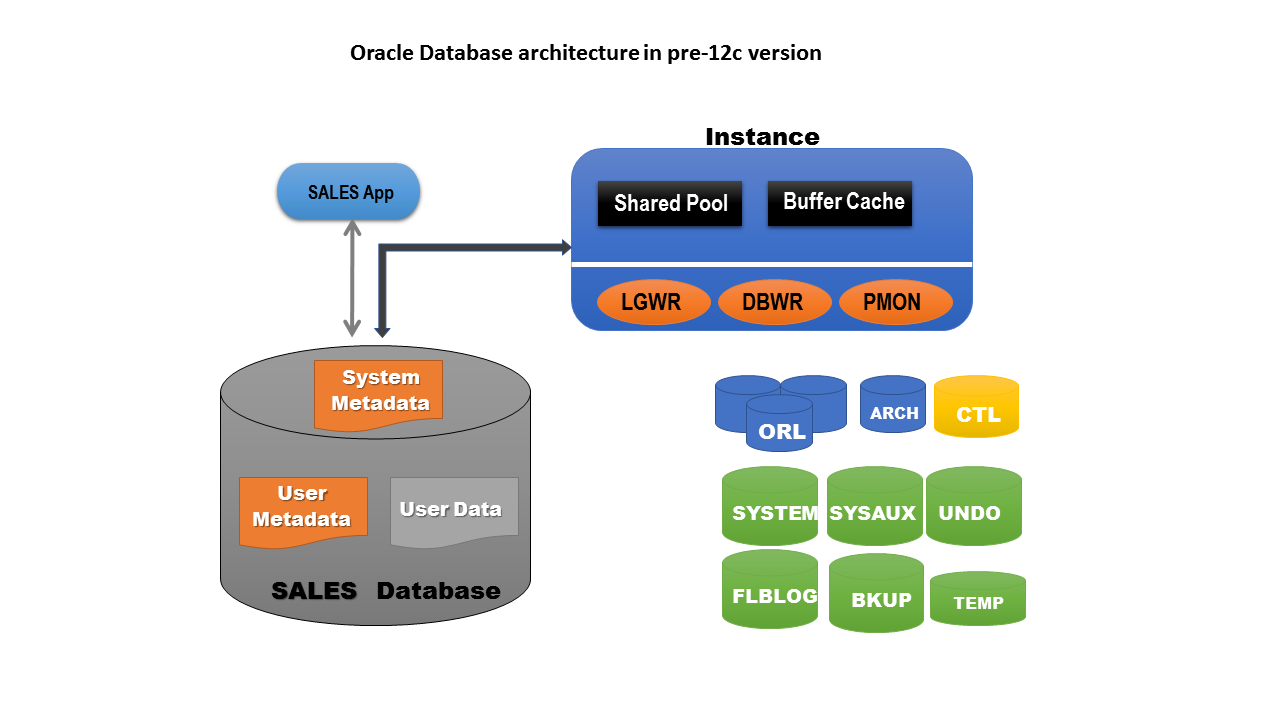 Oracle Database architecture in pre-12c version
Instance
SALES App
Shared Pool
Buffer Cache
LGWR
DBWR
PMON
System
Metadata
User
Metadata
User Data
SALES Database
ORL
ARCH
CTL
SYSTEM
SYSAUX
UNDO
FLBLOG
BKUP
TEMP